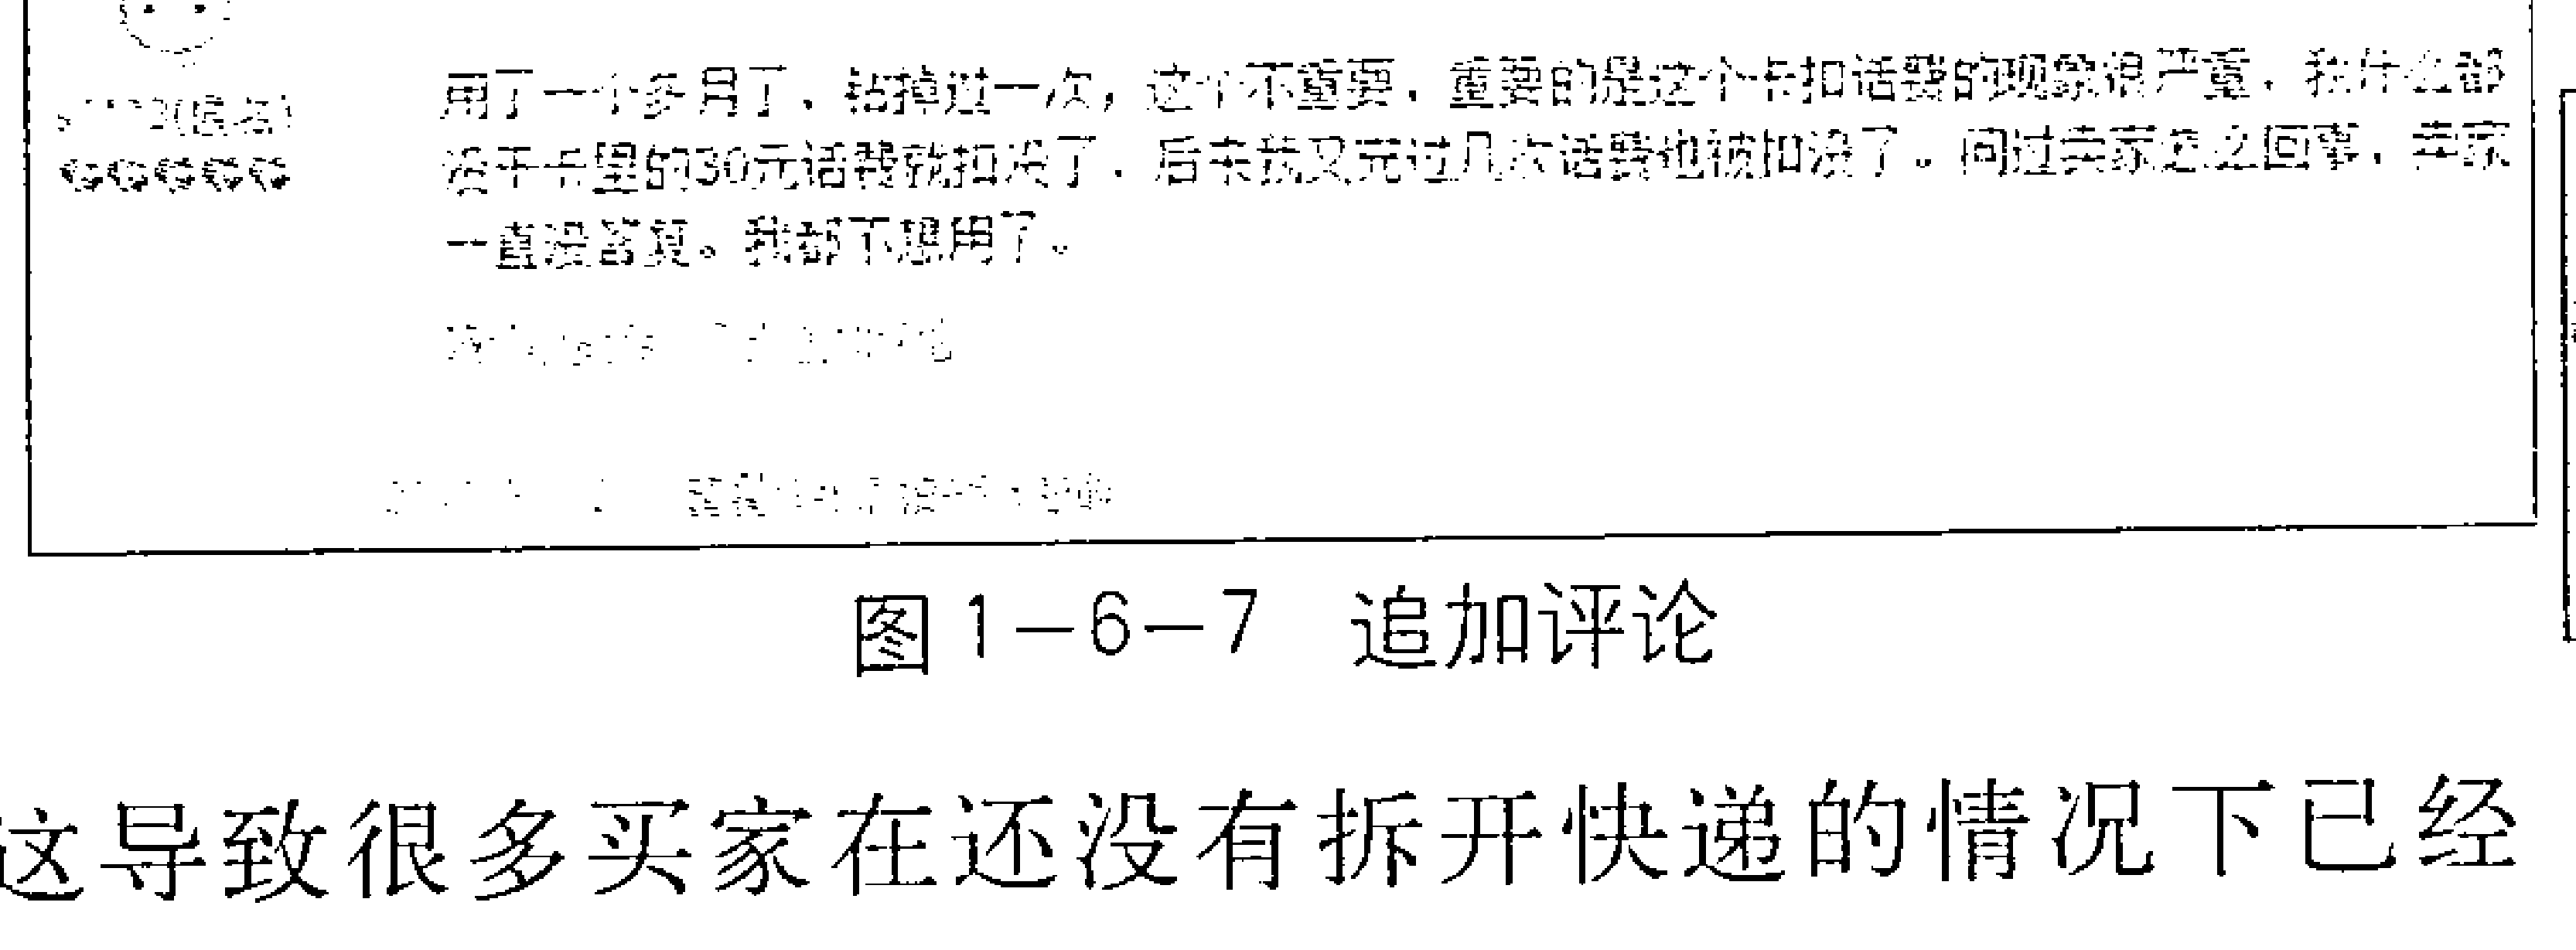 用了一个多月了，钻掉过一次，这个不重要，重要的是这个卡扣话费的现象很严重，我什么都
没干卡里的30元话费就扣没了，后来我又充过几次话费也被扣没了。问过卖家怎么回事，卖家
(匿名)
一直没答复。我都不想用了。
图1-6-7 追加评论
这导致很多买家在还没有拆开快递的情况下已经